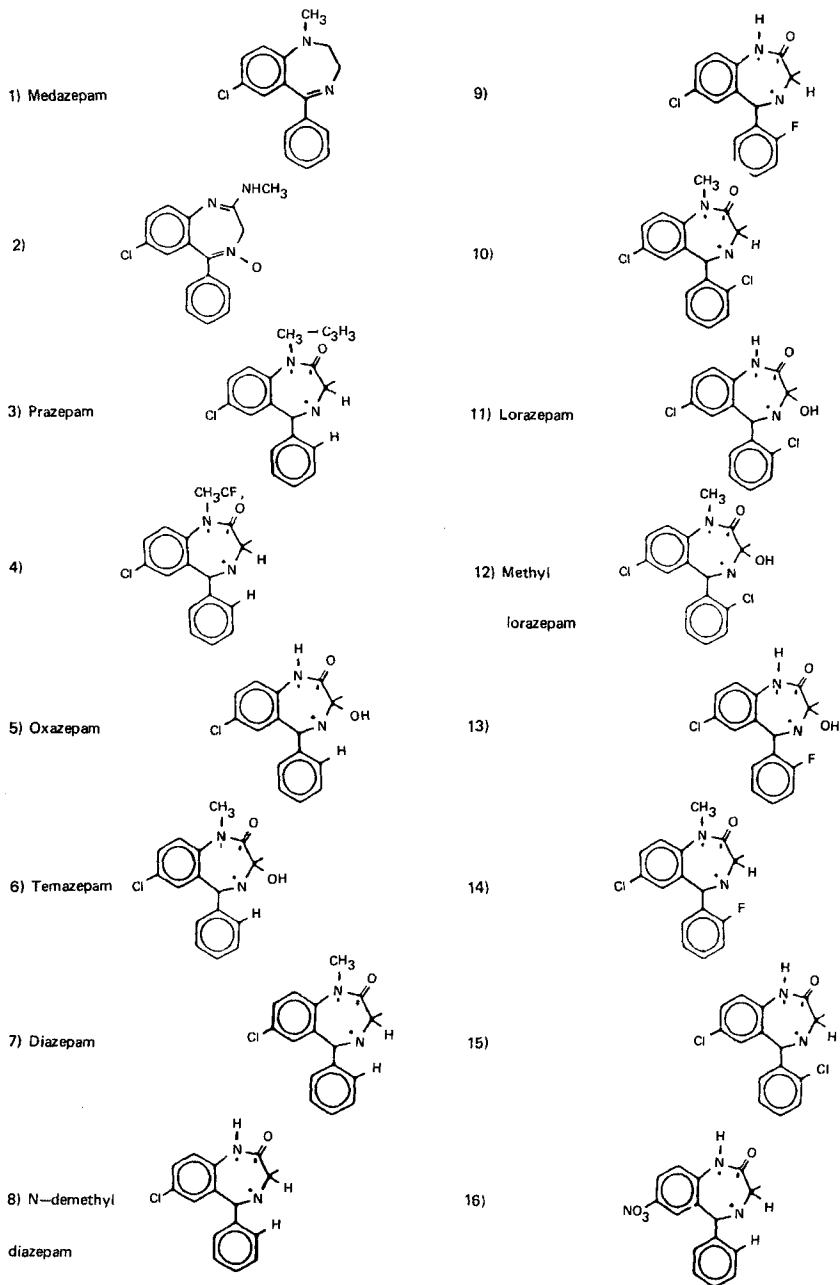 CH₃
N
1) Medazepam
Cl
N
NHCH₃
N
2)
Cl
N
O
CH₃ — C₃H₃
O
N
3) Prazepam
Cl
N
H
H
CH₃CF,
O
N
4)
H
Cl
N
H
H
O
N
5) Oxazepam
Cl
N
OH
H
CH₃
O
N
6) Temazepam
Cl
N
OH
H
CH₃
O
N
7) Diazepam
Cl
N
H
H
H
O
N
8) N—demethyl
Cl
N
H
H
diazepam
H
O
N
9)
Cl
N
H
F
CH₃
O
N
10)
Cl
N
H
Cl
H
O
N
11) Lorazepam
Cl
N
OH
Cl
CH₃
O
N
12) Methyl
Cl
N
OH
Cl
lorazepam
H
O
N
13)
Cl
N
OH
F
CH₃
O
N
14)
Cl
N
H
F
H
O
N
15)
Cl
N
H
Cl
H
O
N
16)
NO₃
N
H
H